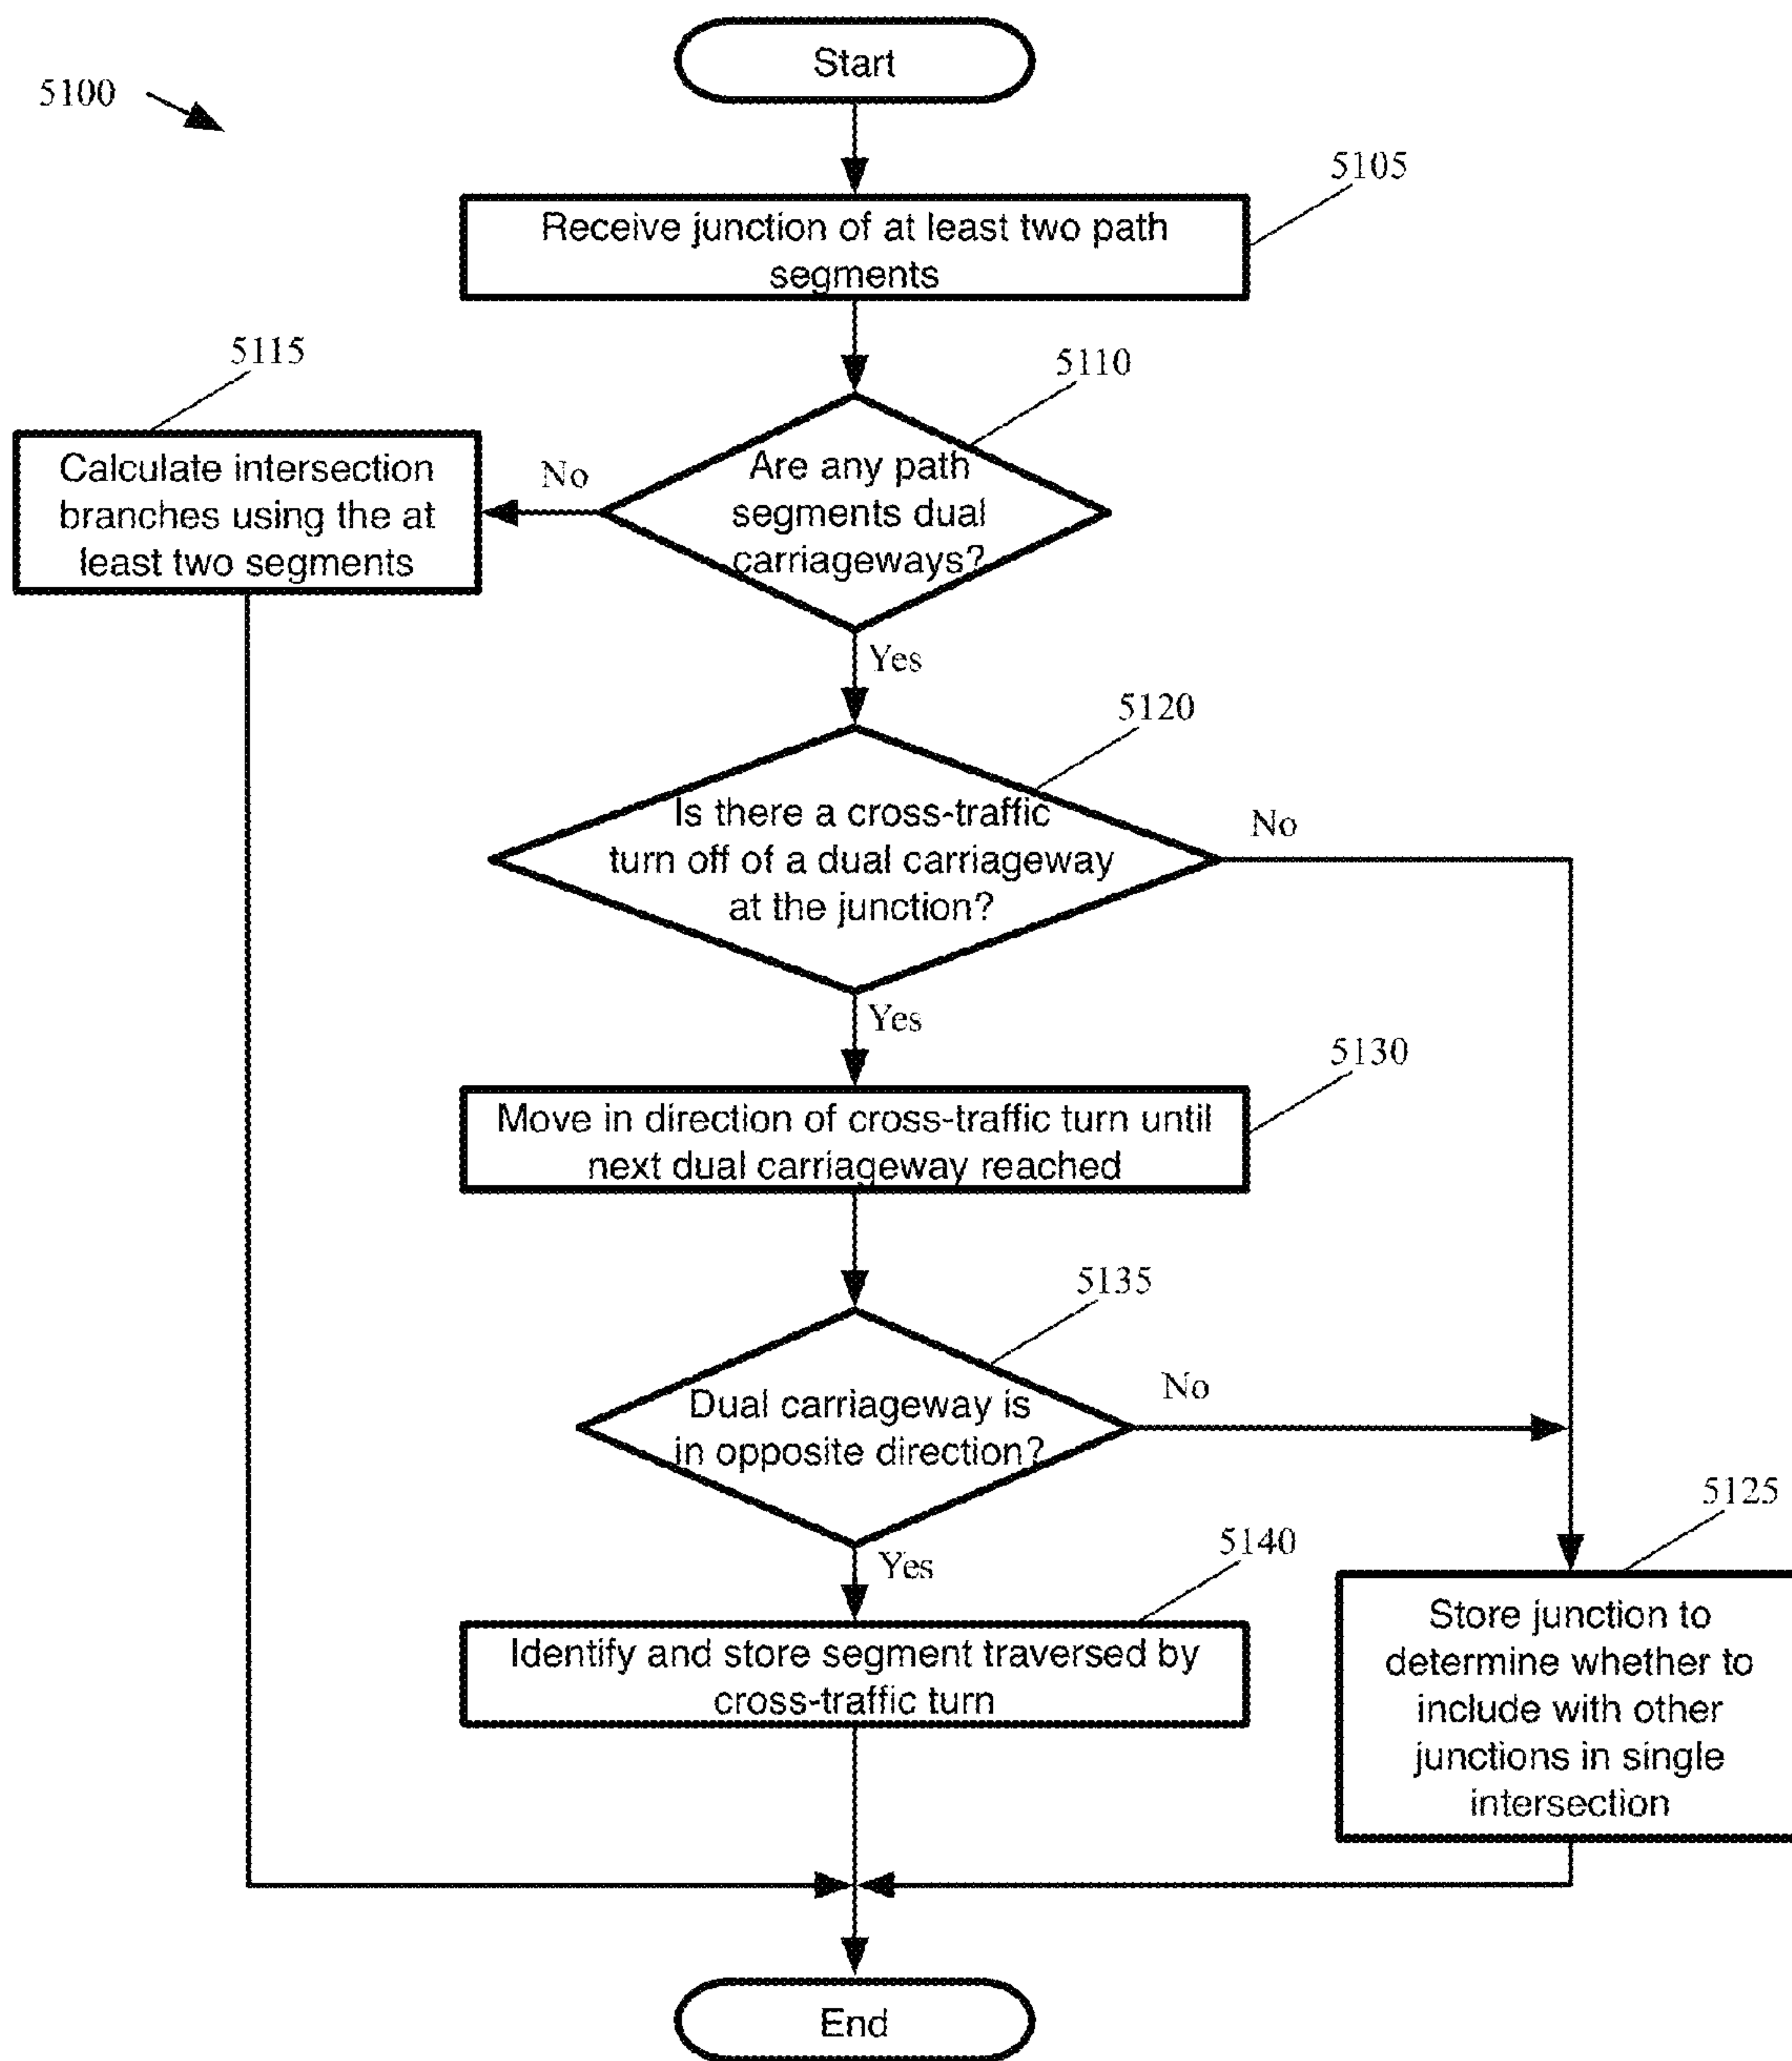 Start
5100
5105
Receive junction of at least two path
segments
5115
5110
Calculate intersection
branches using the at
least two segments
No
Are any path
segments dual
carriageways?
Yes
5120
Is there a cross-traffic
turn off of a dual carriageway
at the junction?
No
Yes
5130
Move in direction of cross-traffic turn until
next dual carriageway reached
5135
Dual carriageway is
in opposite direction?
No
Yes
5125
5140
Identify and store segment traversed by
cross-traffic turn
Store junction to
determine whether to
include with other
junctions in single
intersection
End